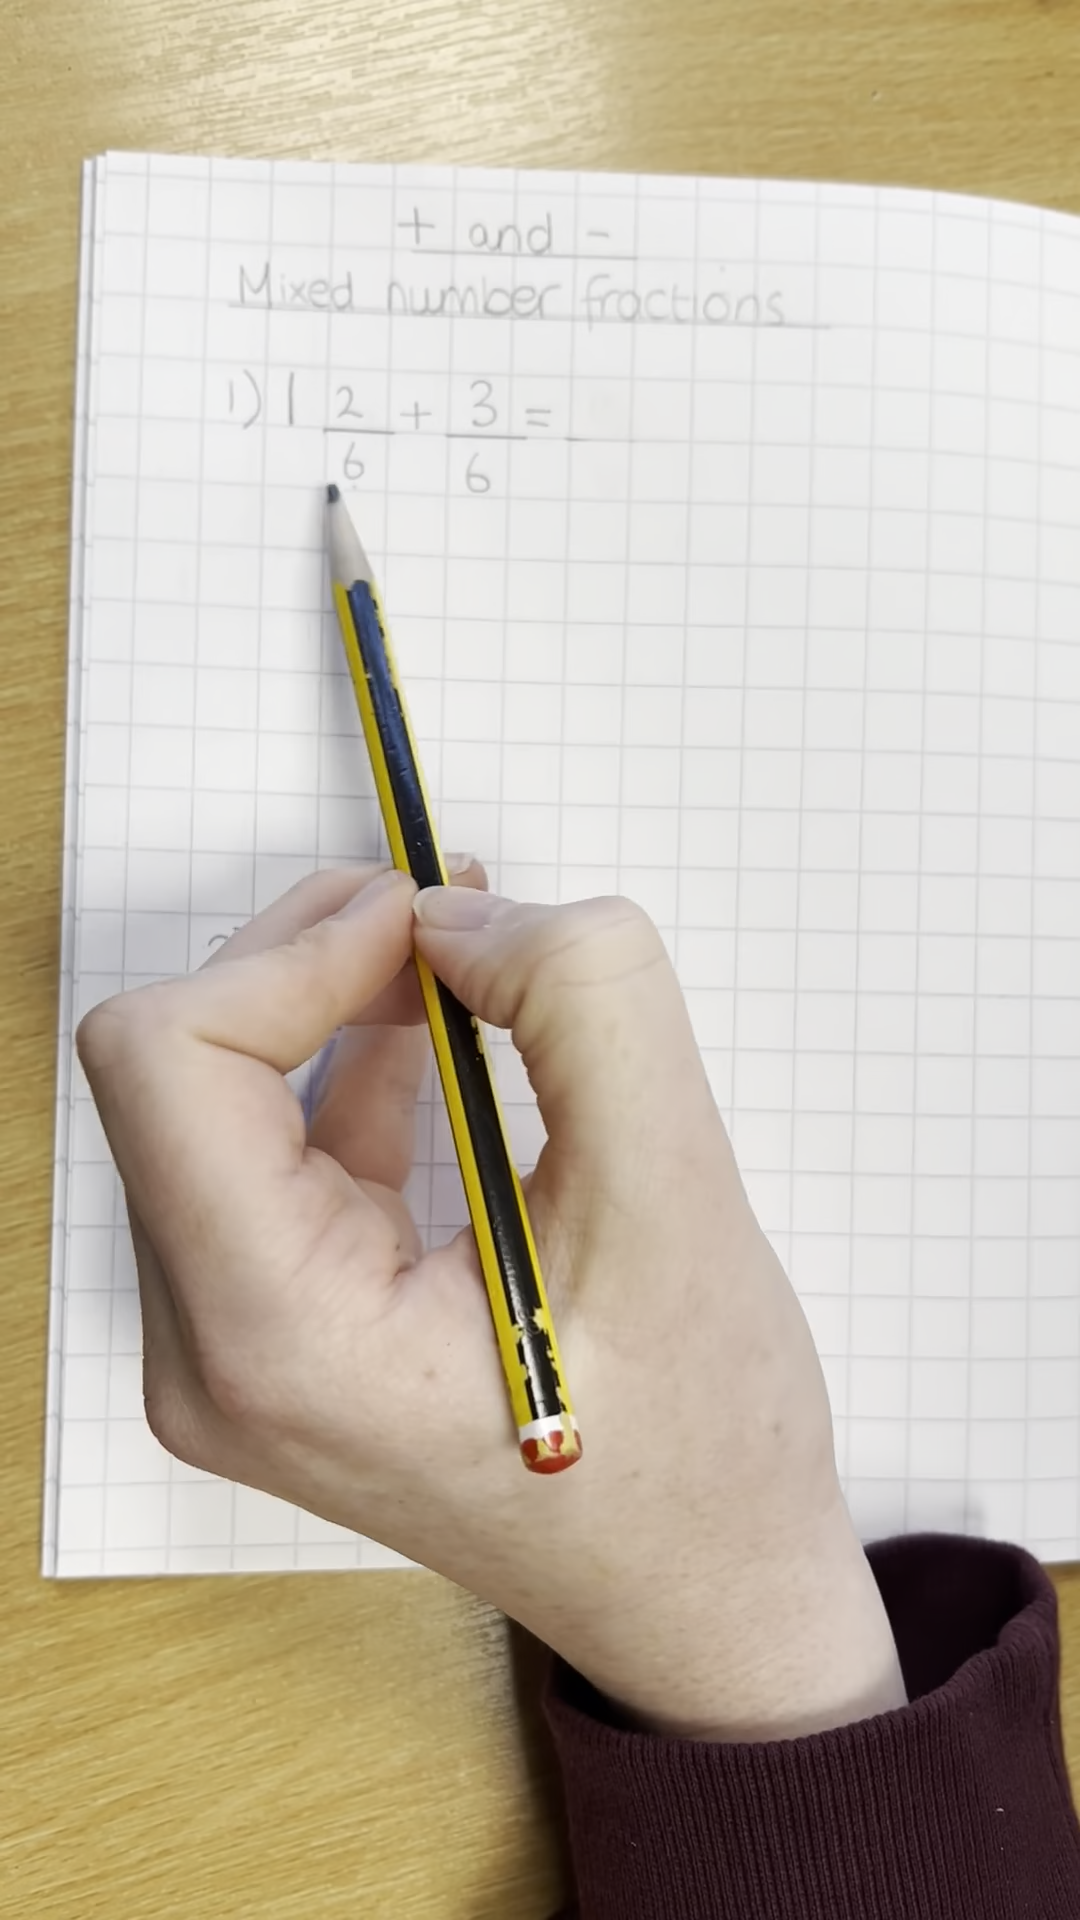 + and -
Mixed number fractions
1) 1 2/6 + 3/6 =